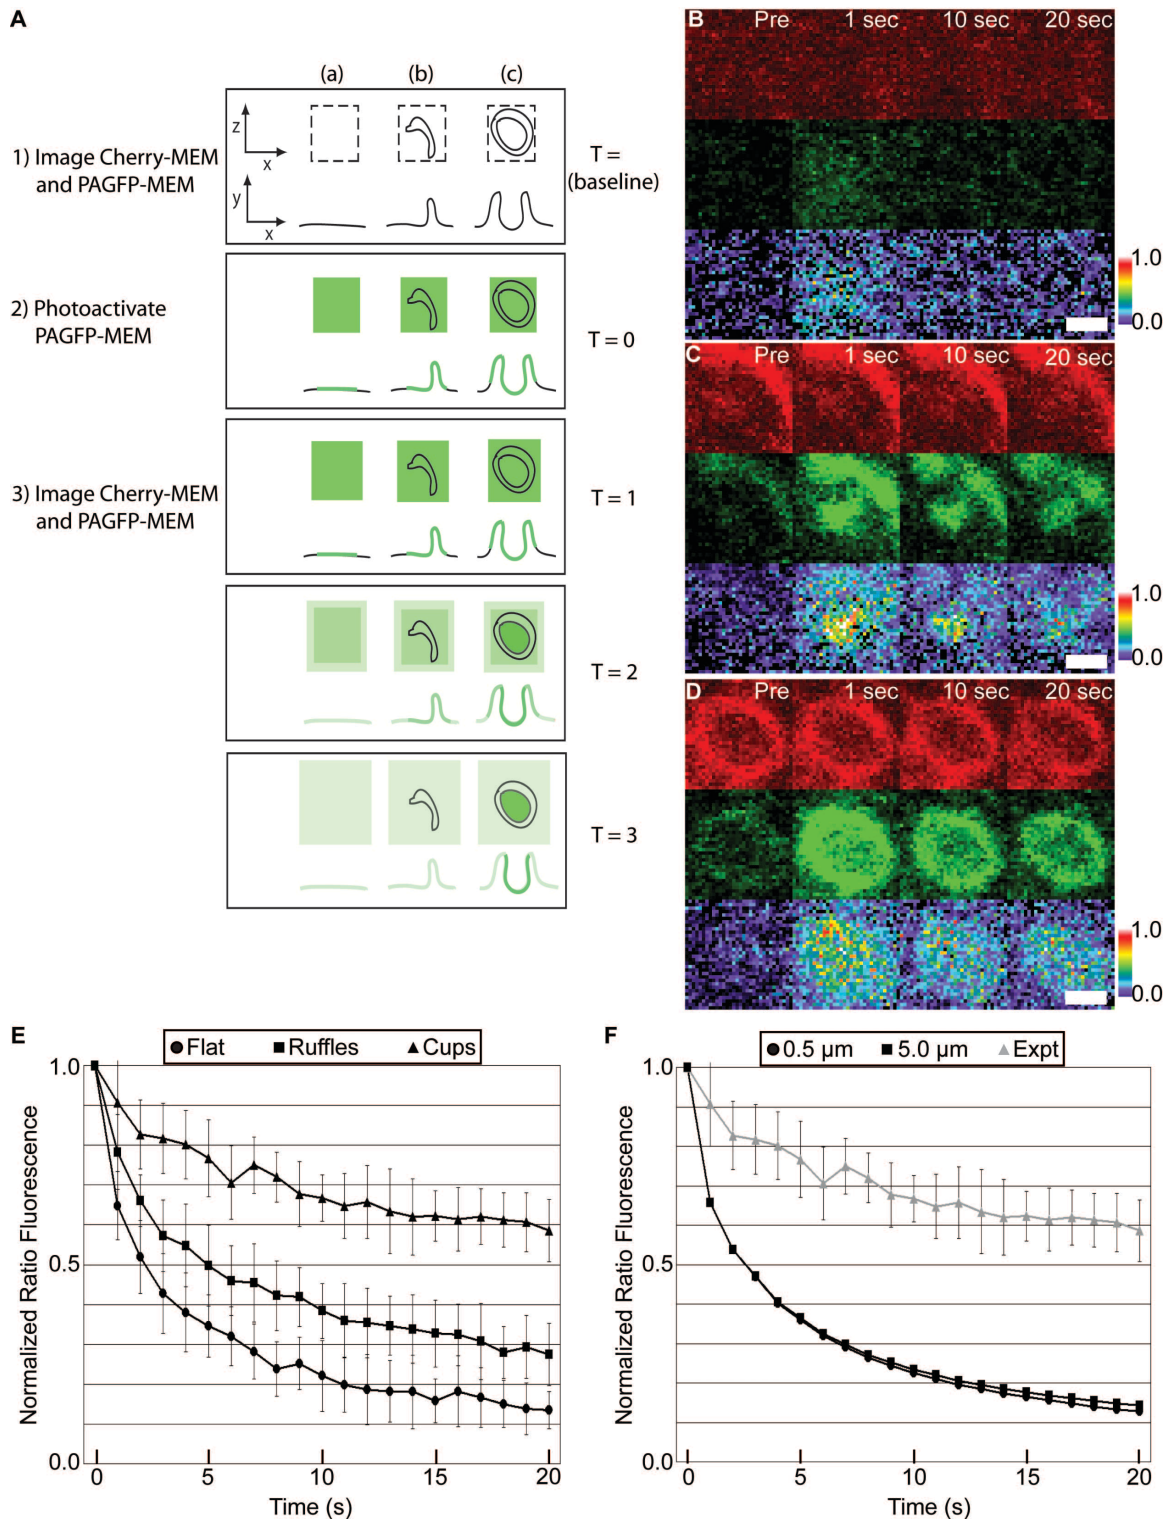 A
(a) (b) (c)
z
x
y
x
1) Image Cherry-MEM
and PAGFP-MEM
T =
(baseline)
2) Photoactivate
PAGFP-MEM
T = 0
3) Image Cherry-MEM
and PAGFP-MEM
T = 1
T = 2
T = 3
B Pre 1 sec 10 sec 20 sec
1.0
0.0
C Pre 1 sec 10 sec 20 sec
1.0
0.0
D Pre 1 sec 10 sec 20 sec
1.0
0.0
E
Flat Ruffles Cups
Normalized Ratio Fluorescence
1.0
0.5
0.0
0 5 10 15 20
Time (s)
F
0.5 µm 5.0 µm Expt
Normalized Ratio Fluorescence
1.0
0.5
0.0
0 5 10 15 20
Time (s)